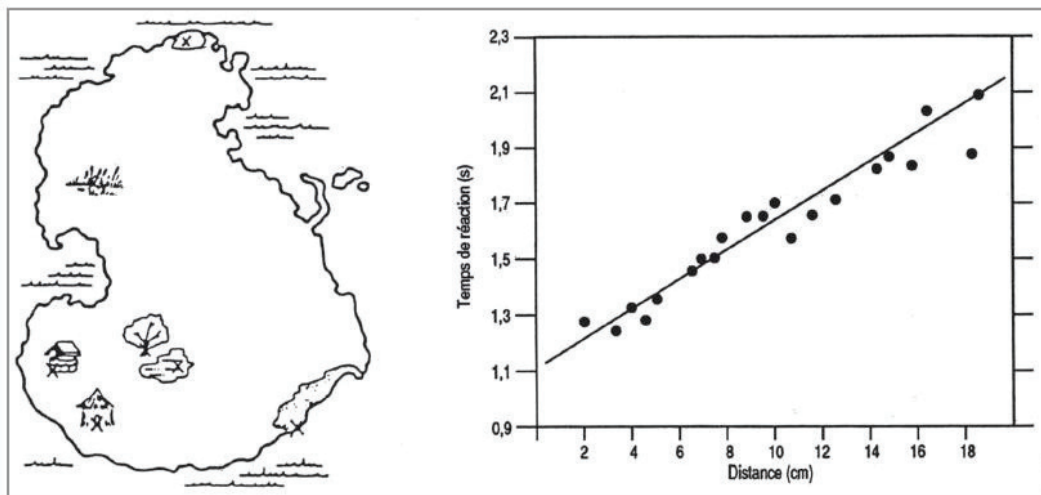 2,3
2,1
1,9
1,7
1,5
1,3
1,1
0,9
Temps de réaction (s)
2 4 6 8 10 12 14 16 18
Distance (cm)